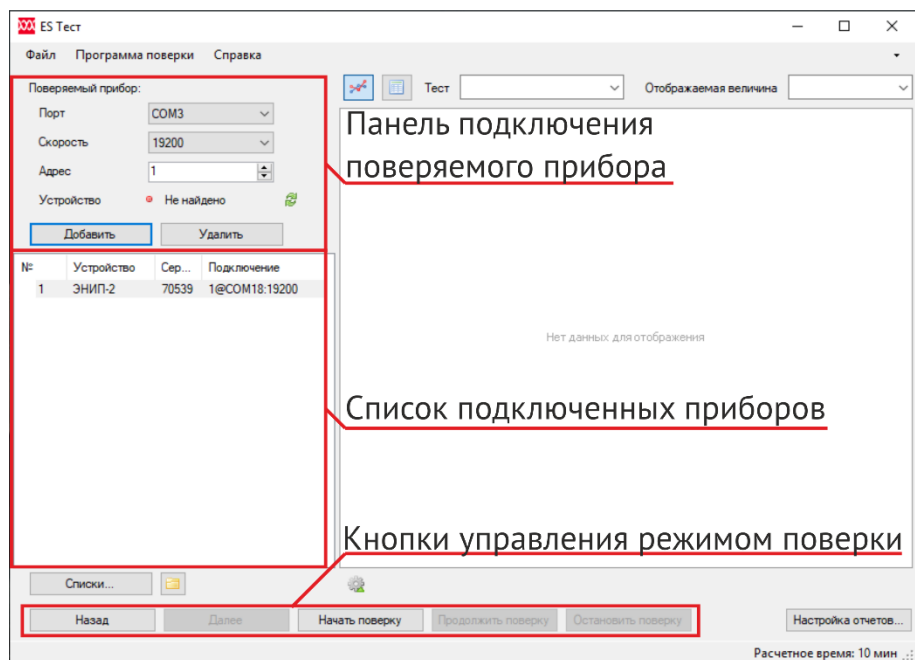 ES Тест
Файл Программа поверки Справка
Поверяемый прибор:
Порт COM3
Скорость 19200
Адрес 1
Устройство Не найдено
Добавить Удалить
№ Устройство Сер... Подключение
1 ЭНИП-2 70539 1@COM18:19200
Тест Отображаемая величина
Панель подключения
поверяемого прибора
Нет данных для отображения
Список подключенных приборов
Кнопки управления режимом поверки
Списки...
Назад Далее Начать поверку Продолжить поверку Остановить поверку Настройка отчетов...
Расчетное время: 10 мин